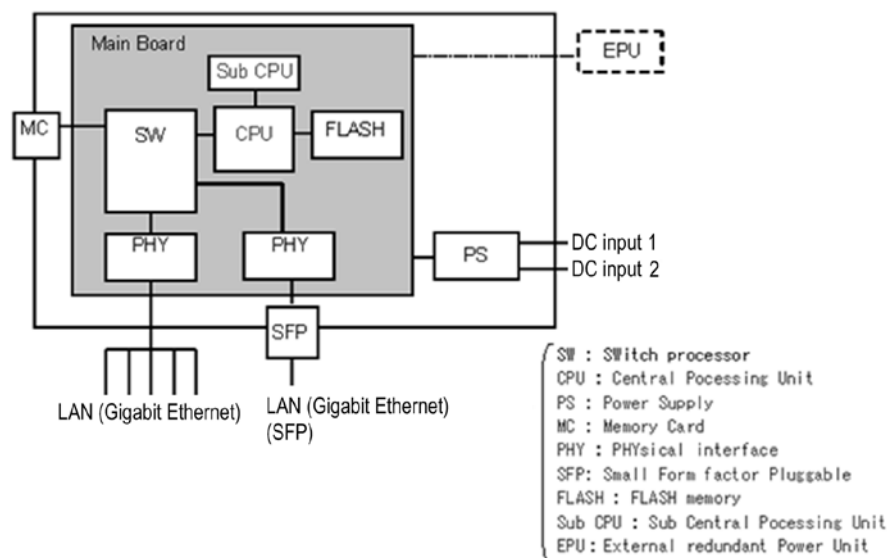 Main Board
EPU
Sub CPU
MC
SW
CPU
FLASH
PHY
PHY
PS
DC input 1
DC input 2
SFP
LAN (Gigabit Ethernet)
LAN (Gigabit Ethernet)
(SFP)
SW : SWitch processor
CPU : Central Pocessing Unit
PS : Power Supply
MC : Memory Card
PHY : PHYsical interface
SFP: Small Form factor Pluggable
FLASH : FLASH memory
Sub CPU : Sub Central Pocessing Unit
EPU : External redundant Power Unit